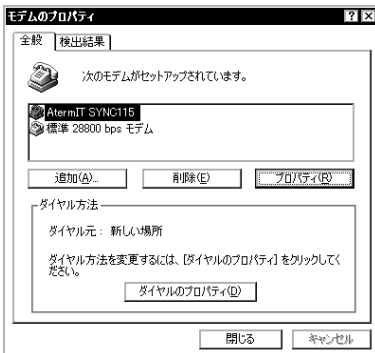 モデムのプロパティ
全般 検出結果
次のモデムがセットアップされています。
AtermIT SYNC115
標準 28800 bps モデム
追加(A)... 削除(E) プロパティ(R)
ダイヤル方法
ダイヤル元： 新しい場所
ダイヤル方法を変更するには、[ダイヤルのプロパティ] をクリックしてく
ださい。
ダイヤルのプロパティ(D)
閉じる キャンセル